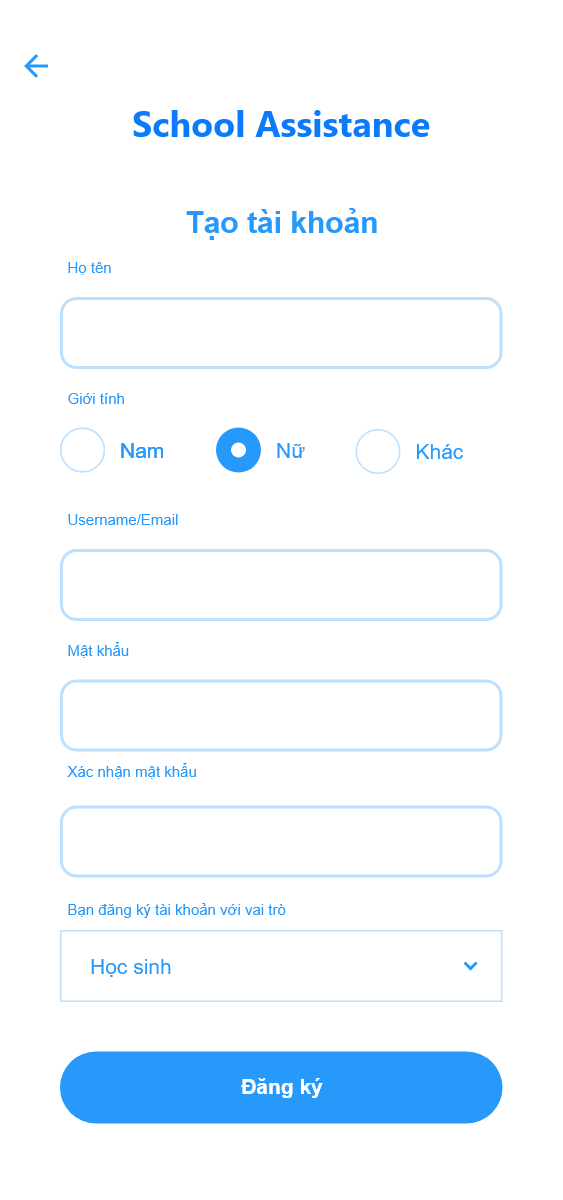 School Assistance
Tạo tài khoản
Họ tên
Giới tính
Nam Nữ Khác
Username/Email
Mật khẩu
Xác nhận mật khẩu
Bạn đăng ký tài khoản với vai trò
Học sinh
Đăng ký